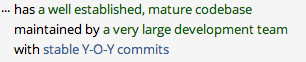 ... has a well established, mature codebase
maintained by a very large development team
with stable Y-O-Y commits